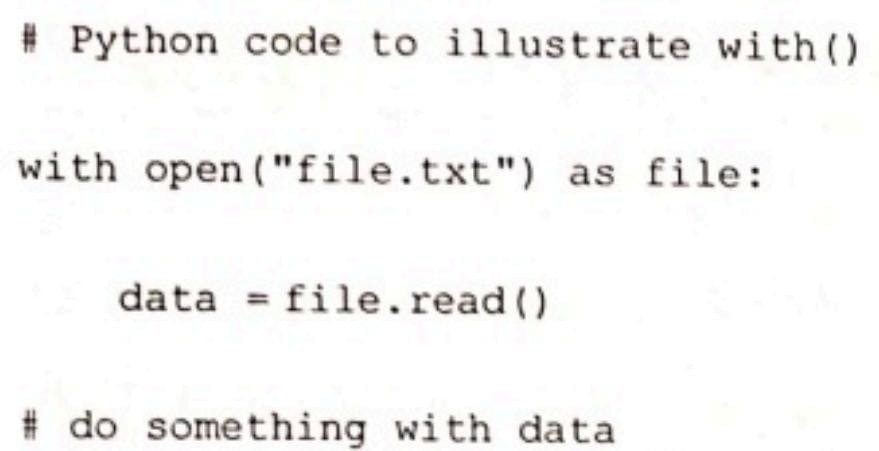 # Python code to illustrate with()
with open("file.txt") as file:
    data = file.read()
# do something with data